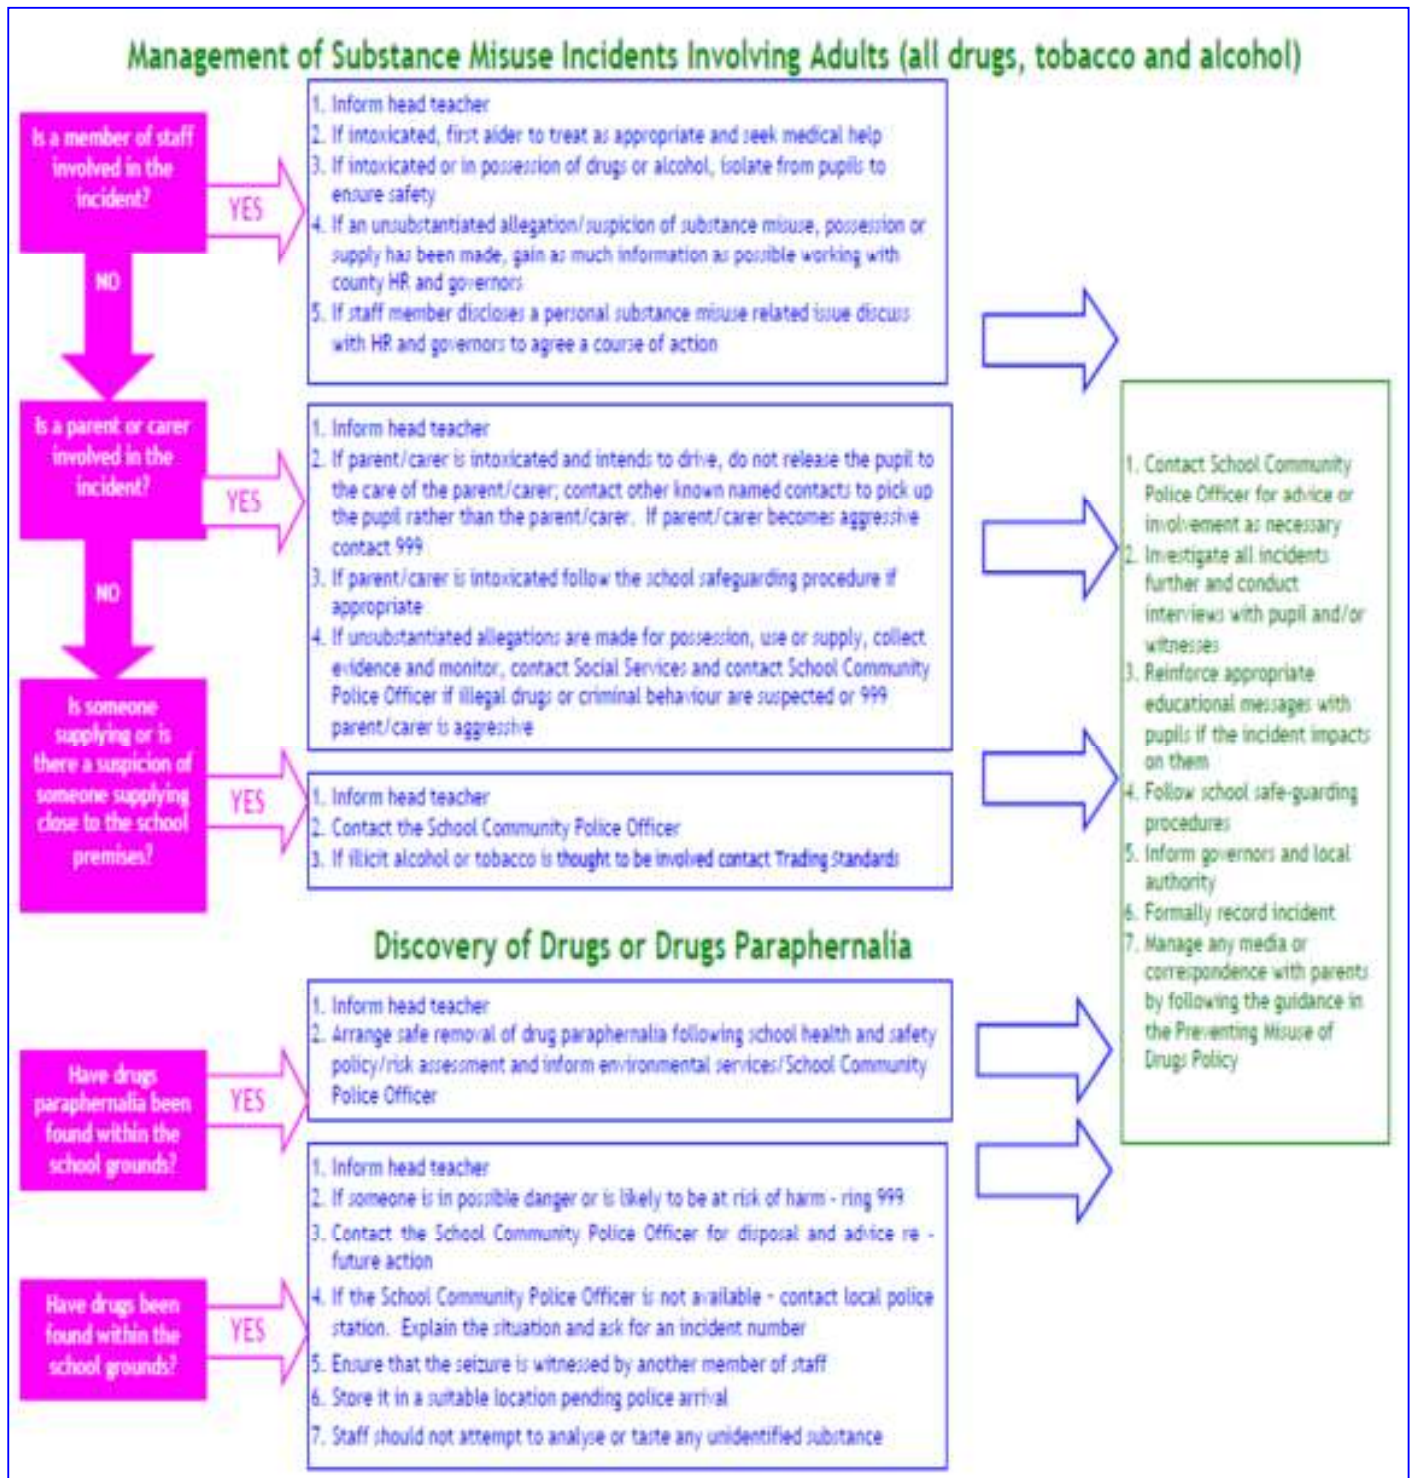 Management of Substance Misuse Incidents Involving Adults (all drugs, tobacco and alcohol)
Is a member of staff
involved in the
incident?
YES
1. Inform head teacher
2. If intoxicated, first aider to treat as appropriate and seek medical help
3. If intoxicated or in possession of drugs or alcohol, isolate from pupils to
ensure safety
4. If an unsubstantiated allegation/suspicion of substance misuse, possession or
supply has been made, gain as much information as possible working with
county HR and governors
5. If staff member discloses a personal substance misuse related issue discuss
with HR and governors to agree a course of action
NO
Is a parent or carer
involved in the
incident?
YES
1. Inform head teacher
2. If parent/carer is intoxicated and intends to drive, do not release the pupil to
the care of the parent/carer; contact other known named contacts to pick up
the pupil rather than the parent/carer. If parent/carer becomes aggressive
contact 999
3. If parent/carer is intoxicated follow the school safeguarding procedure if
appropriate
4. If unsubstantiated allegations are made for possession, use or supply, collect
evidence and monitor, contact Social Services and contact School Community
Police Officer if illegal drugs or criminal behaviour are suspected or 999
parent/carer is aggressive
NO
Is someone
supplying or is
there a suspicion of
someone supplying
close to the school
premises?
YES
1. Inform head teacher
2. Contact the School Community Police Officer
3. If illicit alcohol or tobacco is thought to be involved contact Trading Standards
1. Contact School Community
Police Officer for advice or
involvement as necessary
2. Investigate all incidents
further and conduct
interviews with pupil and/or
witnesses
3. Reinforce appropriate
educational messages with
pupils if the incident impacts
on them
4. Follow school safe-guarding
procedures
5. Inform governors and local
authority
6. Formally record incident
7. Manage any media or
correspondence with parents
by following the guidance in
the Preventing Misuse of
Drugs Policy
Discovery of Drugs or Drugs Paraphernalia
Have drugs
paraphernalia been
found within the
school grounds?
YES
1. Inform head teacher
2. Arrange safe removal of drug paraphernalia following school health and safety
policy/risk assessment and inform environmental services/School Community
Police Officer
Have drugs been
found within the
school grounds?
YES
1. Inform head teacher
2. If someone is in possible danger or is likely to be at risk of harm - ring 999
3. Contact the School Community Police Officer for disposal and advice re -
future action
4. If the School Community Police Officer is not available - contact local police
station. Explain the situation and ask for an incident number
5. Ensure that the seizure is witnessed by another member of staff
6. Store it in a suitable location pending police arrival
7. Staff should not attempt to analyse or taste any unidentified substance